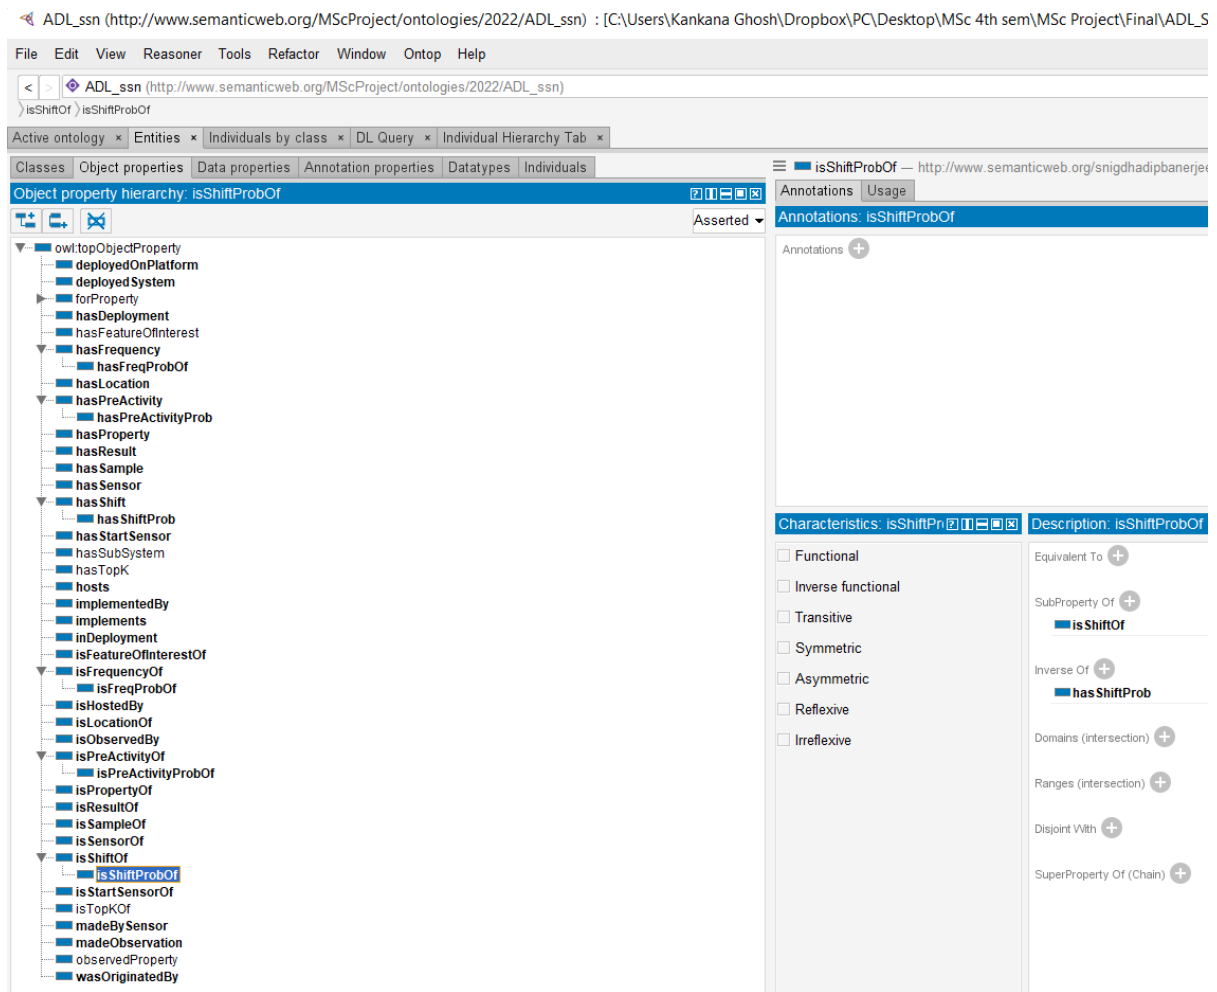 ADL_ssn (http://www.semanticweb.org/MScProject/ontologies/2022/ADL_ssn) : [C:\Users\Kankana Ghosh\Dropbox\PC\Desktop\MSc 4th sem\MSc Project\Final\ADL_S
File Edit View Reasoner Tools Refactor Window Ontop Help
< > ADL_ssn (http://www.semanticweb.org/MScProject/ontologies/2022/ADL_ssn)
isShiftOf isShiftProbOf
Active ontology × Entities × Individuals by class × DL Query × Individual Hierarchy Tab ×
Classes Object properties Data properties Annotation properties Datatypes Individuals
Object property hierarchy: isShiftProbOf
Asserted
owl:topObjectProperty
deployedOnPlatform
deployedSystem
forProperty
hasDeployment
hasFeatureOfInterest
hasFrequency
hasFreqProbOf
hasLocation
hasPreActivity
hasPreActivityProb
hasProperty
hasResult
hasSample
hasSensor
hasShift
hasShiftProb
hasStartSensor
hasSubSystem
hasTopK
hosts
implementedBy
implements
inDeployment
isFeatureOfInterestOf
isFrequencyOf
isFreqProbOf
isHostedBy
isLocationOf
isObservedBy
isPreActivityOf
isPreActivityProbOf
isPropertyOf
isResultOf
isSampleOf
isSensorOf
isShiftOf
isShiftProbOf
isStartSensorOf
isTopKOf
madeBySensor
madeObservation
observedProperty
wasOriginatedBy
isShiftProbOf — http://www.semanticweb.org/snigdhadipbanerjee
Annotations Usage
Annotations: isShiftProbOf
Annotations
Characteristics: isShiftPr
Functional
Inverse functional
Transitive
Symmetric
Asymmetric
Reflexive
Irreflexive
Description: isShiftProbOf
Equivalent To
SubProperty Of
isShiftOf
Inverse Of
hasShiftProb
Domains (intersection)
Ranges (intersection)
Disjoint With
SuperProperty Of (Chain)